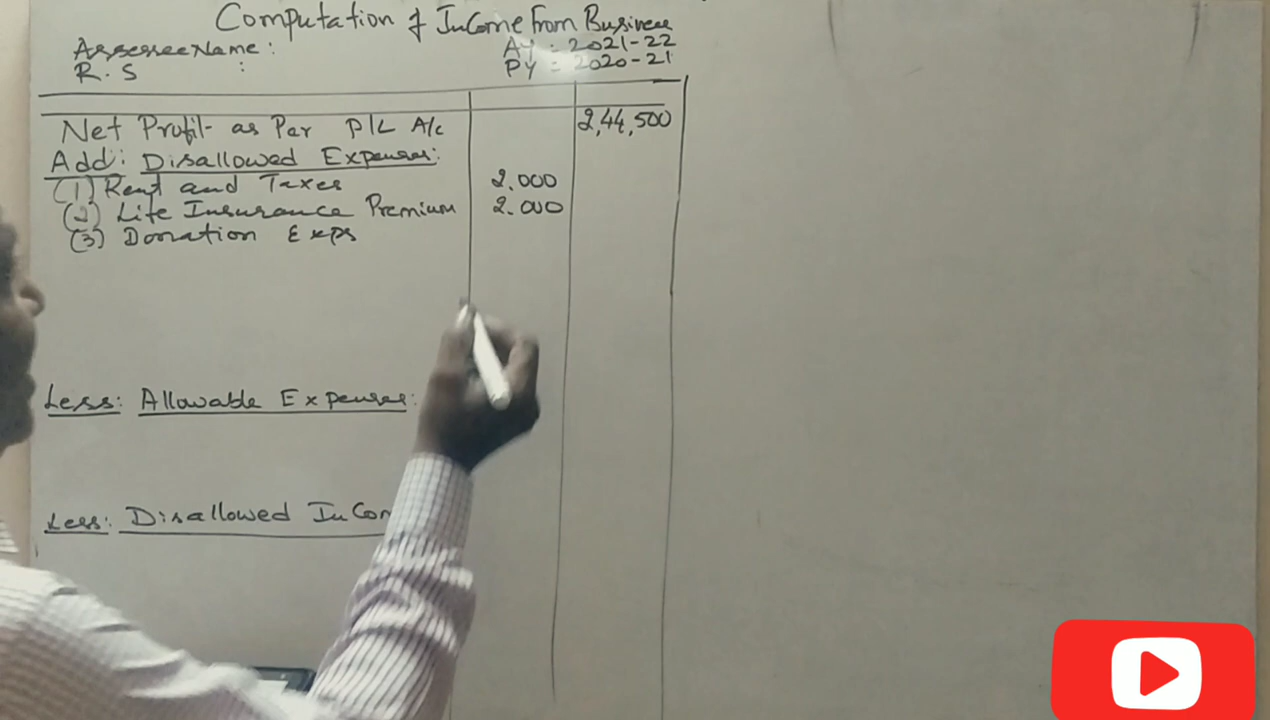 Computation of Income From Business
Assessee Name : AY : 2021-22
R. S : PY = 2020-21
Net Profit as Per P/L A/c 2,44,500
Add: Disallowed Expenses:
(1) Rent and Taxes 2.000
(2) Life Insurance Premium 2.000
(3) Donation Exps
Less: Allowable Expenses:
Less: Disallowed InCom